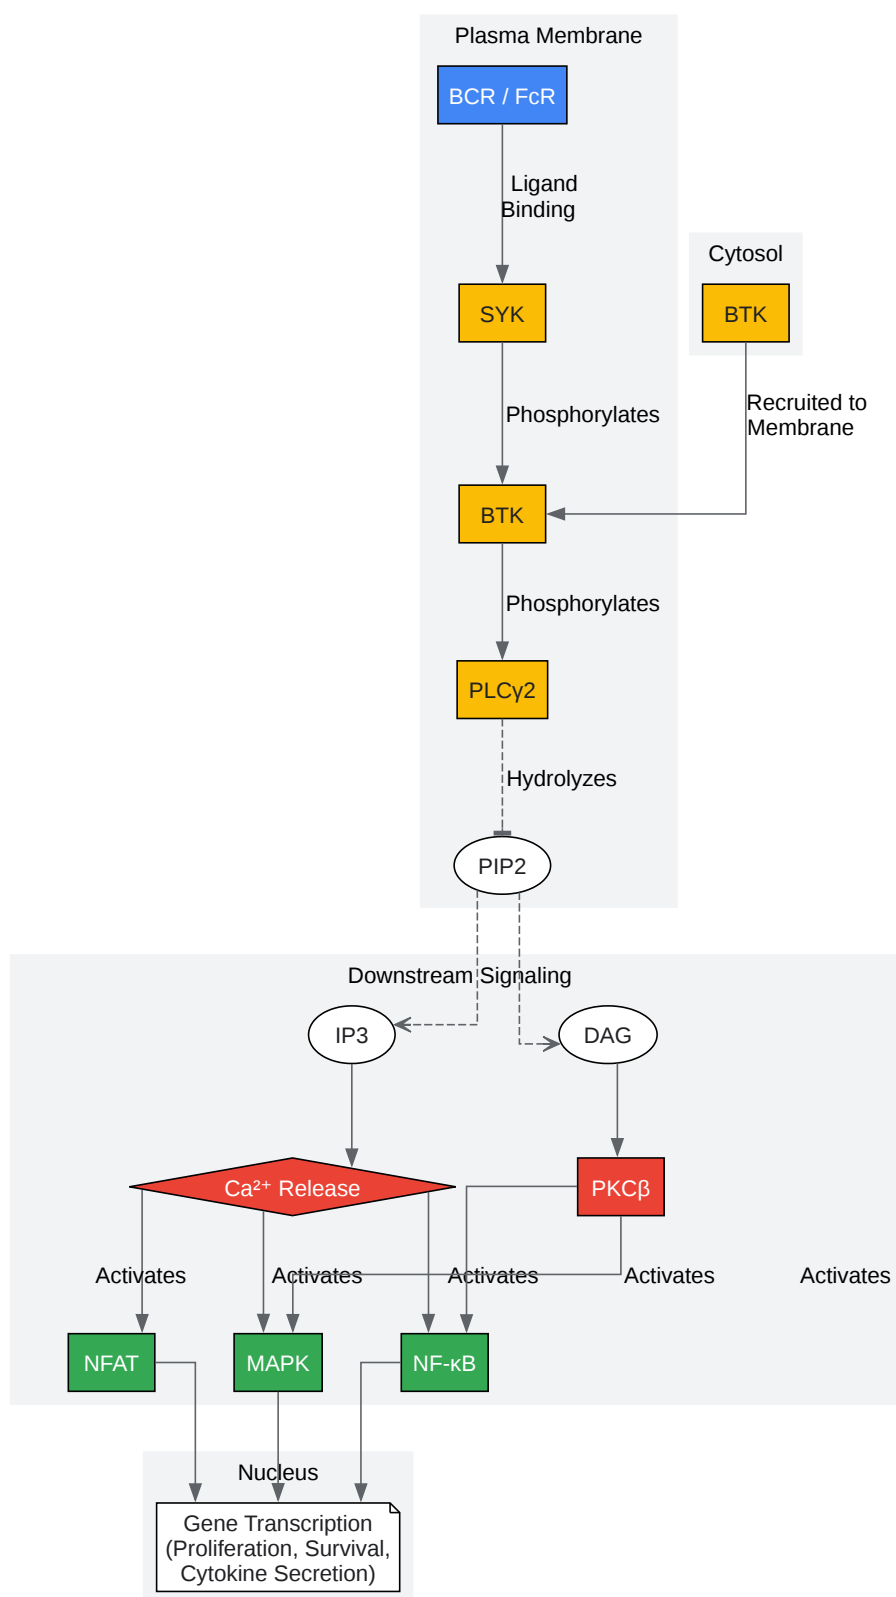 Plasma Membrane
BCR / FcR
Ligand
Binding
Cytosol
SYK
BTK
Recruited to
Membrane
Phosphorylates
BTK
Phosphorylates
PLCγ2
Hydrolyzes
PIP2
Downstream Signaling
IP3
DAG
Ca²⁺ Release
PKCβ
Activates
Activates
Activates
Activates
Activates
NFAT
MAPK
NF-κB
Nucleus
Gene Transcription
(Proliferation, Survival,
Cytokine Secretion)